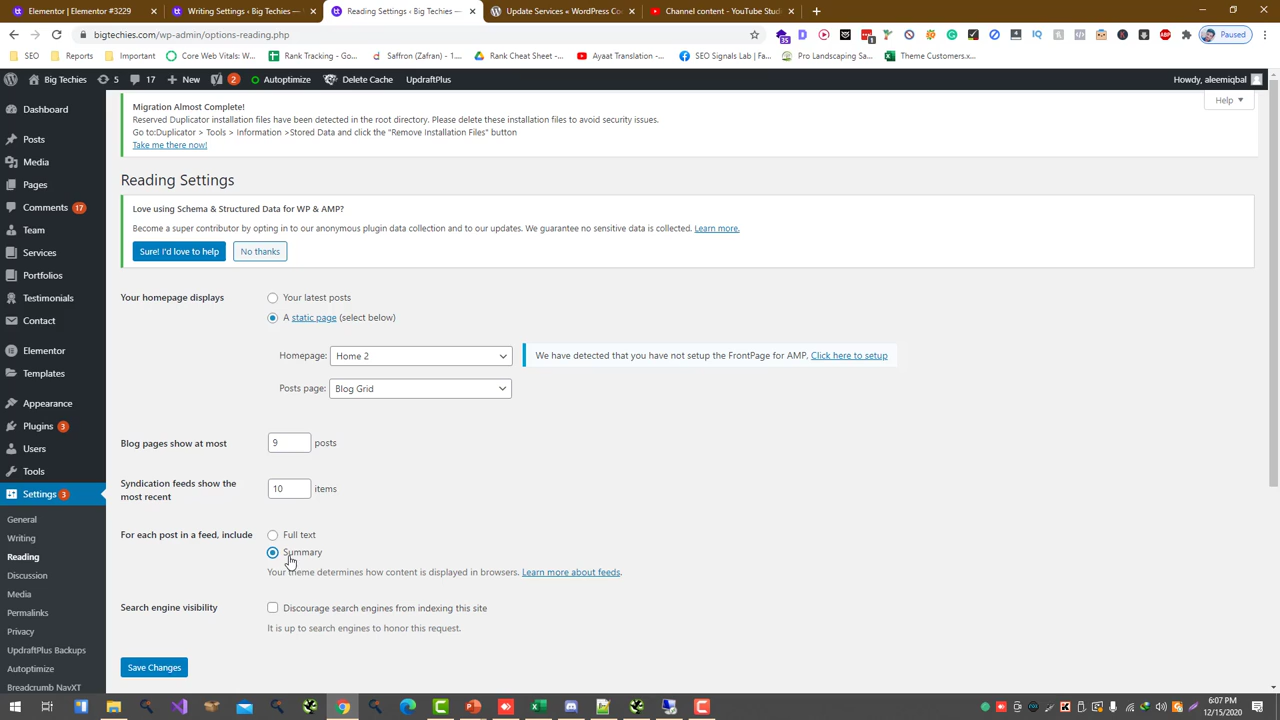 Elementor | Elementor #3229
Writing Settings ‹ Big Techies —
Reading Settings ‹ Big Techies —
Update Services « WordPress Co
Channel content - YouTube Studi
bigtechies.com/wp-admin/options-reading.php
Paused
SEO
Reports
Important
Core Web Vitals: W...
Rank Tracking - Go...
Saffron (Zafran) - 1...
Rank Cheat Sheet -...
Ayaat Translation -...
SEO Signals Lab | Fa...
Pro Landscaping Sa...
Theme Customers.x...
Big Techies
5
17
New
2
Autoptimize
Delete Cache
UpdraftPlus
Howdy, aleemiqbal
Dashboard
Posts
Media
Pages
Comments 17
Team
Services
Portfolios
Testimonials
Contact
Elementor
Templates
Appearance
Plugins 3
Users
Tools
Settings 3
General
Writing
Reading
Discussion
Media
Permalinks
Privacy
UpdraftPlus Backups
Autoptimize
Breadcrumb NavXT
Help
Migration Almost Complete!
Reserved Duplicator installation files have been detected in the root directory. Please delete these installation files to avoid security issues.
Go to:Duplicator > Tools > Information >Stored Data and click the "Remove Installation Files" button
Take me there now!
Reading Settings
Love using Schema & Structured Data for WP & AMP?
Become a super contributor by opting in to our anonymous plugin data collection and to our updates. We guarantee no sensitive data is collected. Learn more.
Sure! I'd love to help
No thanks
Your homepage displays
Your latest posts
A static page (select below)
Homepage: Home 2
We have detected that you have not setup the FrontPage for AMP. Click here to setup
Posts page: Blog Grid
Blog pages show at most
9 posts
Syndication feeds show the
most recent
10 items
For each post in a feed, include
Full text
Summary
Your theme determines how content is displayed in browsers. Learn more about feeds.
Search engine visibility
Discourage search engines from indexing this site
It is up to search engines to honor this request.
Save Changes
6:07 PM
12/15/2020